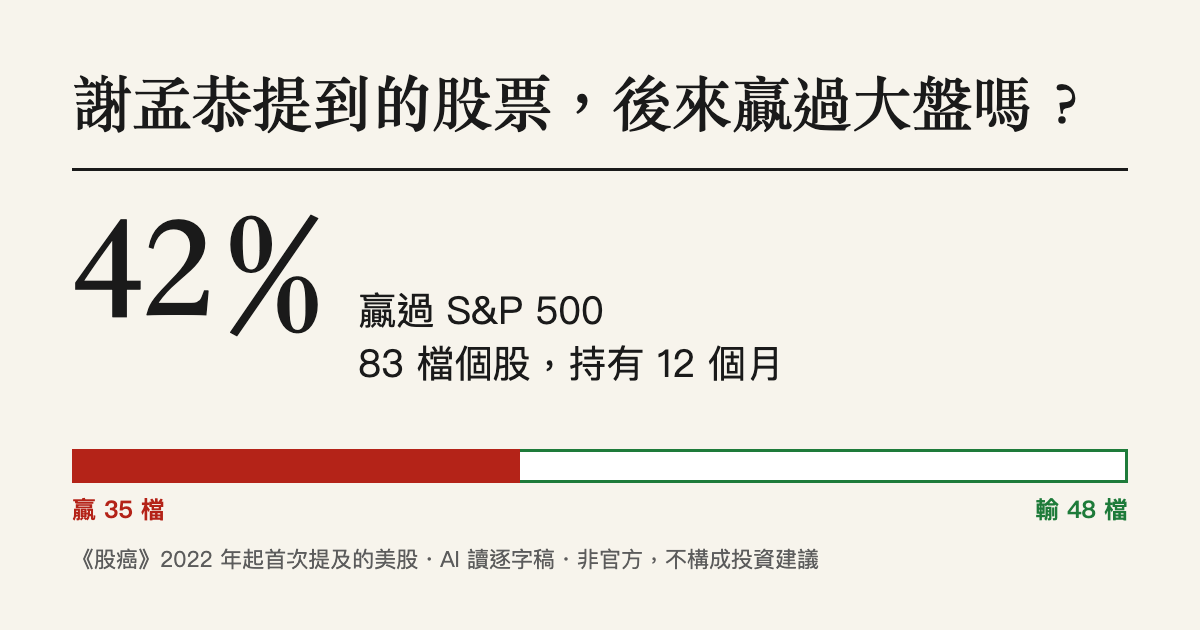 謝孟恭提到的股票，後來贏過大盤嗎？
42%
贏過 S&P 500
83 檔個股，持有 12 個月
贏 35 檔
輸 48 檔
《股癌》2022 年起首次提及的美股 · AI 讀逐字稿 · 非官方，不構成投資建議